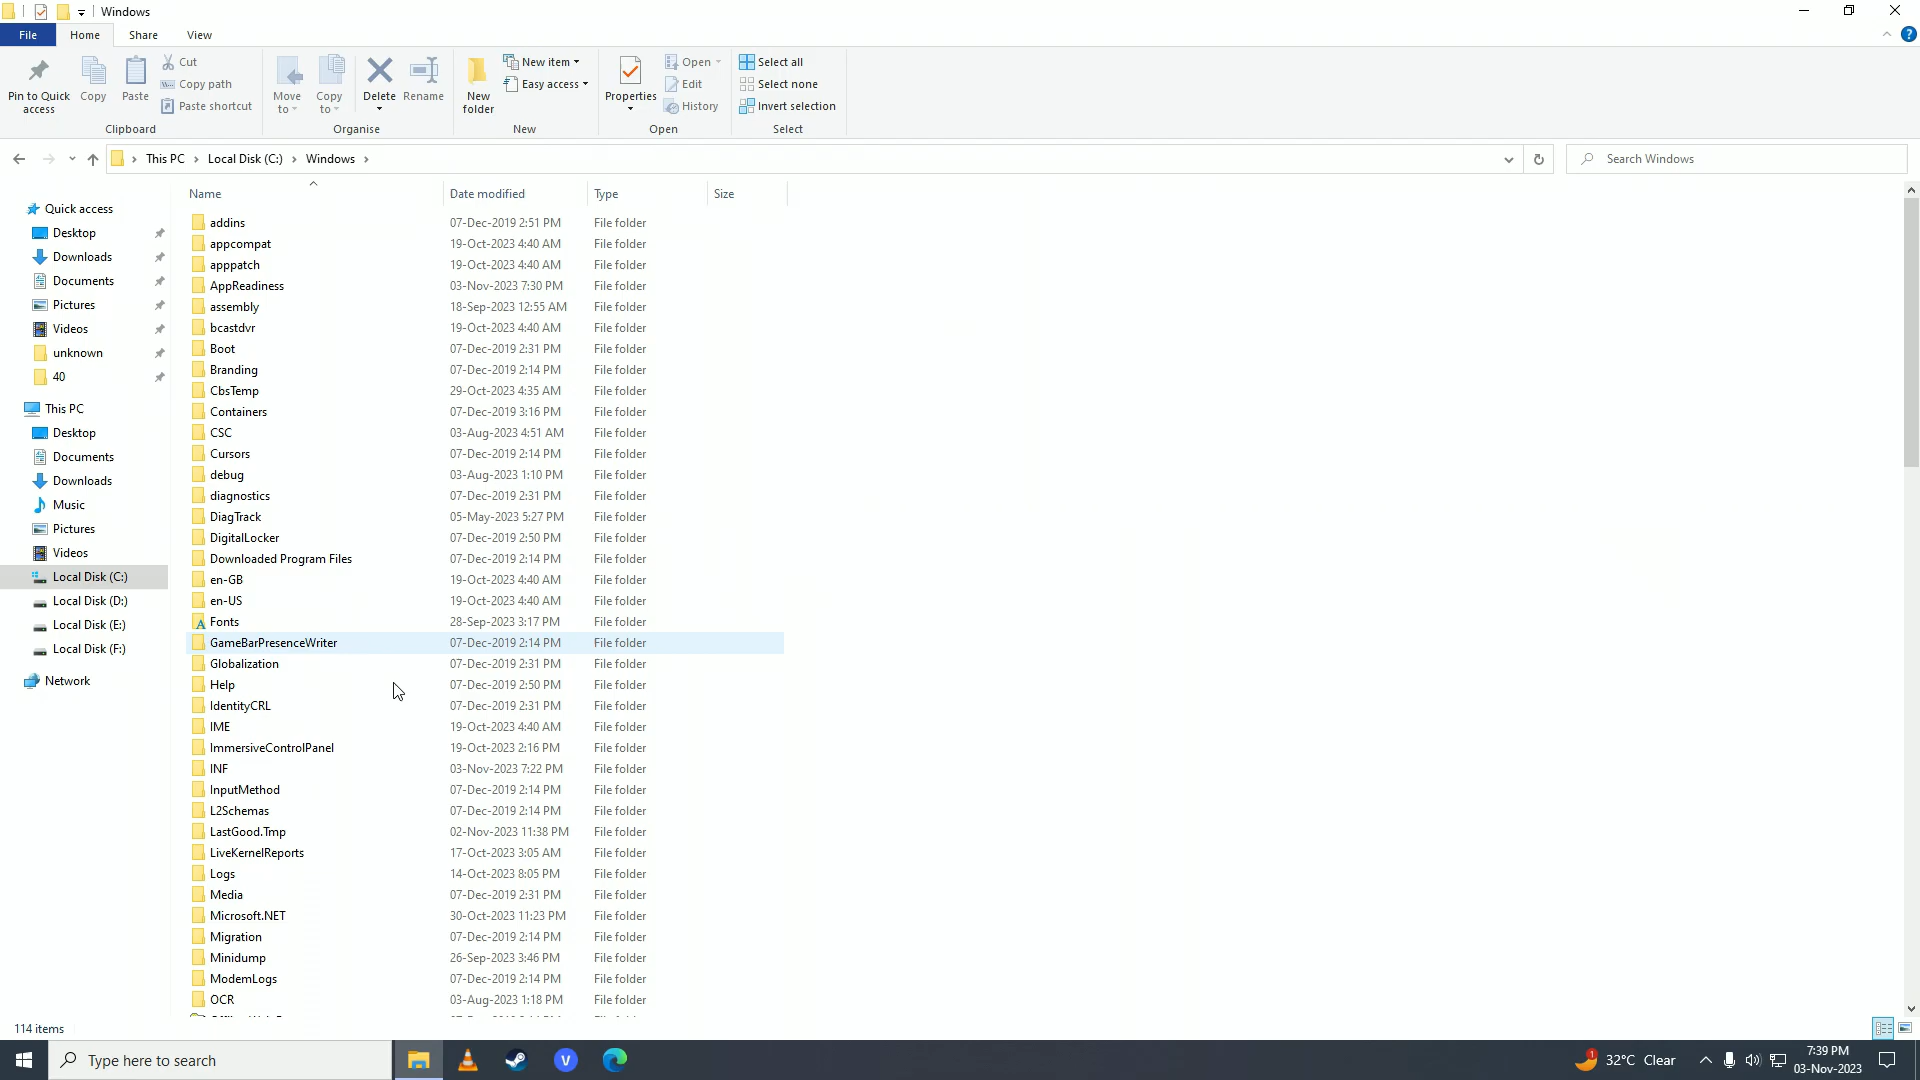 Windows
File Home Share View
Pin to Quick access
Copy
Paste
Cut
Copy path
Paste shortcut
Clipboard
Move to
Copy to
Delete
Rename
Organise
New folder
New item
Easy access
New
Properties
Open
Edit
History
Open
Select all
Select none
Invert selection
Select
This PC Local Disk (C:) Windows
Search Windows
Quick access
Desktop
Downloads
Documents
Pictures
Videos
unknown
40
This PC
Desktop
Documents
Downloads
Music
Pictures
Videos
Local Disk (C:)
Local Disk (D:)
Local Disk (E:)
Local Disk (F:)
Network
Name Date modified Type Size
addins 07-Dec-2019 2:51 PM File folder
appcompat 19-Oct-2023 4:40 AM File folder
apppatch 19-Oct-2023 4:40 AM File folder
AppReadiness 03-Nov-2023 7:30 PM File folder
assembly 18-Sep-2023 12:55 AM File folder
bcastdvr 19-Oct-2023 4:40 AM File folder
Boot 07-Dec-2019 2:31 PM File folder
Branding 07-Dec-2019 2:14 PM File folder
CbsTemp 29-Oct-2023 4:35 AM File folder
Containers 07-Dec-2019 3:16 PM File folder
CSC 03-Aug-2023 4:51 AM File folder
Cursors 07-Dec-2019 2:14 PM File folder
debug 03-Aug-2023 1:10 PM File folder
diagnostics 07-Dec-2019 2:31 PM File folder
DiagTrack 05-May-2023 5:27 PM File folder
DigitalLocker 07-Dec-2019 2:50 PM File folder
Downloaded Program Files 07-Dec-2019 2:14 PM File folder
en-GB 19-Oct-2023 4:40 AM File folder
en-US 19-Oct-2023 4:40 AM File folder
Fonts 28-Sep-2023 3:17 PM File folder
GameBarPresenceWriter 07-Dec-2019 2:14 PM File folder
Globalization 07-Dec-2019 2:31 PM File folder
Help 07-Dec-2019 2:50 PM File folder
IdentityCRL 07-Dec-2019 2:31 PM File folder
IME 19-Oct-2023 4:40 AM File folder
ImmersiveControlPanel 19-Oct-2023 2:16 PM File folder
INF 03-Nov-2023 7:22 PM File folder
InputMethod 07-Dec-2019 2:14 PM File folder
L2Schemas 07-Dec-2019 2:14 PM File folder
LastGood.Tmp 02-Nov-2023 11:38 PM File folder
LiveKernelReports 17-Oct-2023 3:05 AM File folder
Logs 14-Oct-2023 8:05 PM File folder
Media 07-Dec-2019 2:31 PM File folder
Microsoft.NET 30-Oct-2023 11:23 PM File folder
Migration 07-Dec-2019 2:14 PM File folder
Minidump 26-Sep-2023 3:46 PM File folder
ModemLogs 07-Dec-2019 2:14 PM File folder
OCR 03-Aug-2023 1:18 PM File folder
114 items
Type here to search
32°C Clear
7:39 PM
03-Nov-2023